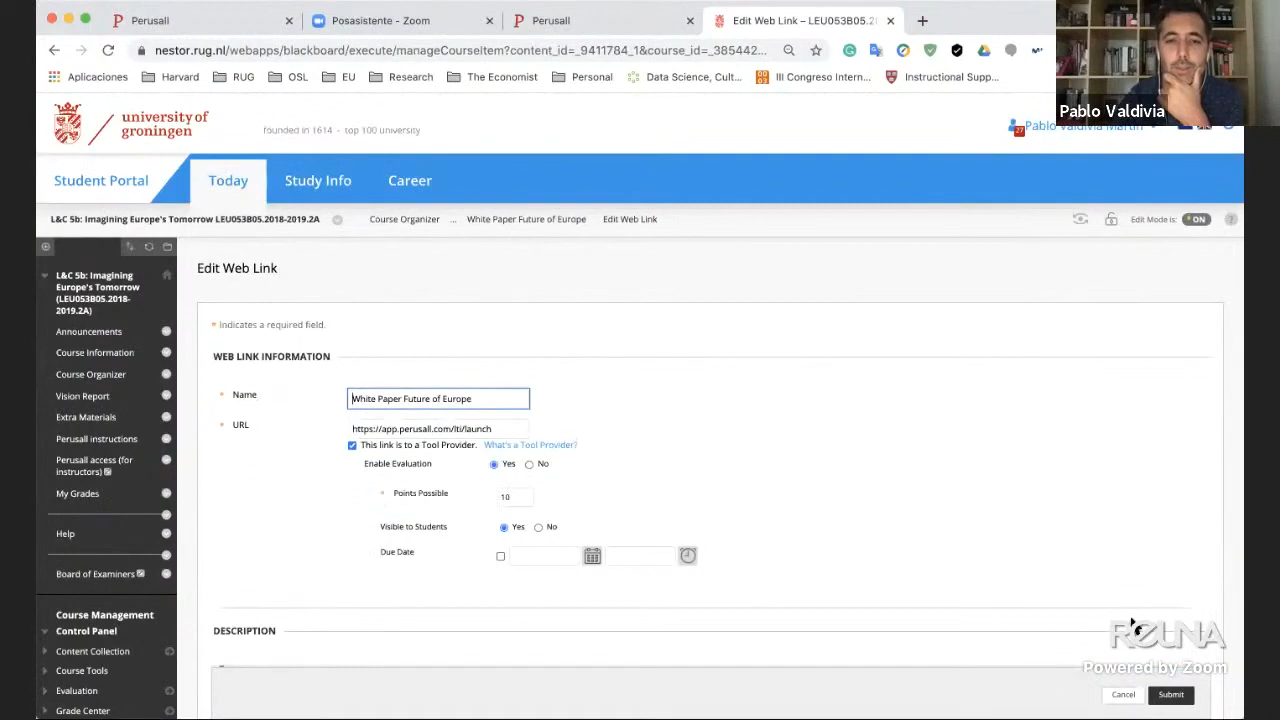 Perusall
Posasistente - Zoom
Perusall
Edit Web Link – LEU053B05.20
nestor.rug.nl/webapps/blackboard/execute/manageCourseItem?content_id=_9411784_1&course_id=_385442...
Aplicaciones
Harvard
RUG
OSL
EU
Research
The Economist
Personal
Data Science, Cult...
III Congreso Intern...
Instructional Supp...
Pablo Valdivia
university of
groningen
founded in 1614 - top 100 university
27
Pablo Valdivia Martin
Student Portal
Today
Study Info
Career
L&C 5b: Imagining Europe's Tomorrow LEU053B05.2018-2019.2A
Course Organizer
...
White Paper Future of Europe
Edit Web Link
Edit Mode is:
ON
?
L&C 5b: Imagining
Europe's Tomorrow
(LEU053B05.2018-
2019.2A)
Announcements
Course Information
Course Organizer
Vision Report
Extra Materials
Perusall instructions
Perusall access (for
instructors)
My Grades
Help
Board of Examiners
Course Management
Control Panel
Content Collection
Course Tools
Evaluation
Grade Center
Edit Web Link
* Indicates a required field.
WEB LINK INFORMATION
* Name
White Paper Future of Europe
* URL
https://app.perusall.com/lti/launch
This link is to a Tool Provider. What's a Tool Provider?
Enable Evaluation
Yes
No
* Points Possible
10
Visible to Students
Yes
No
Due Date
DESCRIPTION
REUNA
Powered by Zoom
Cancel
Submit